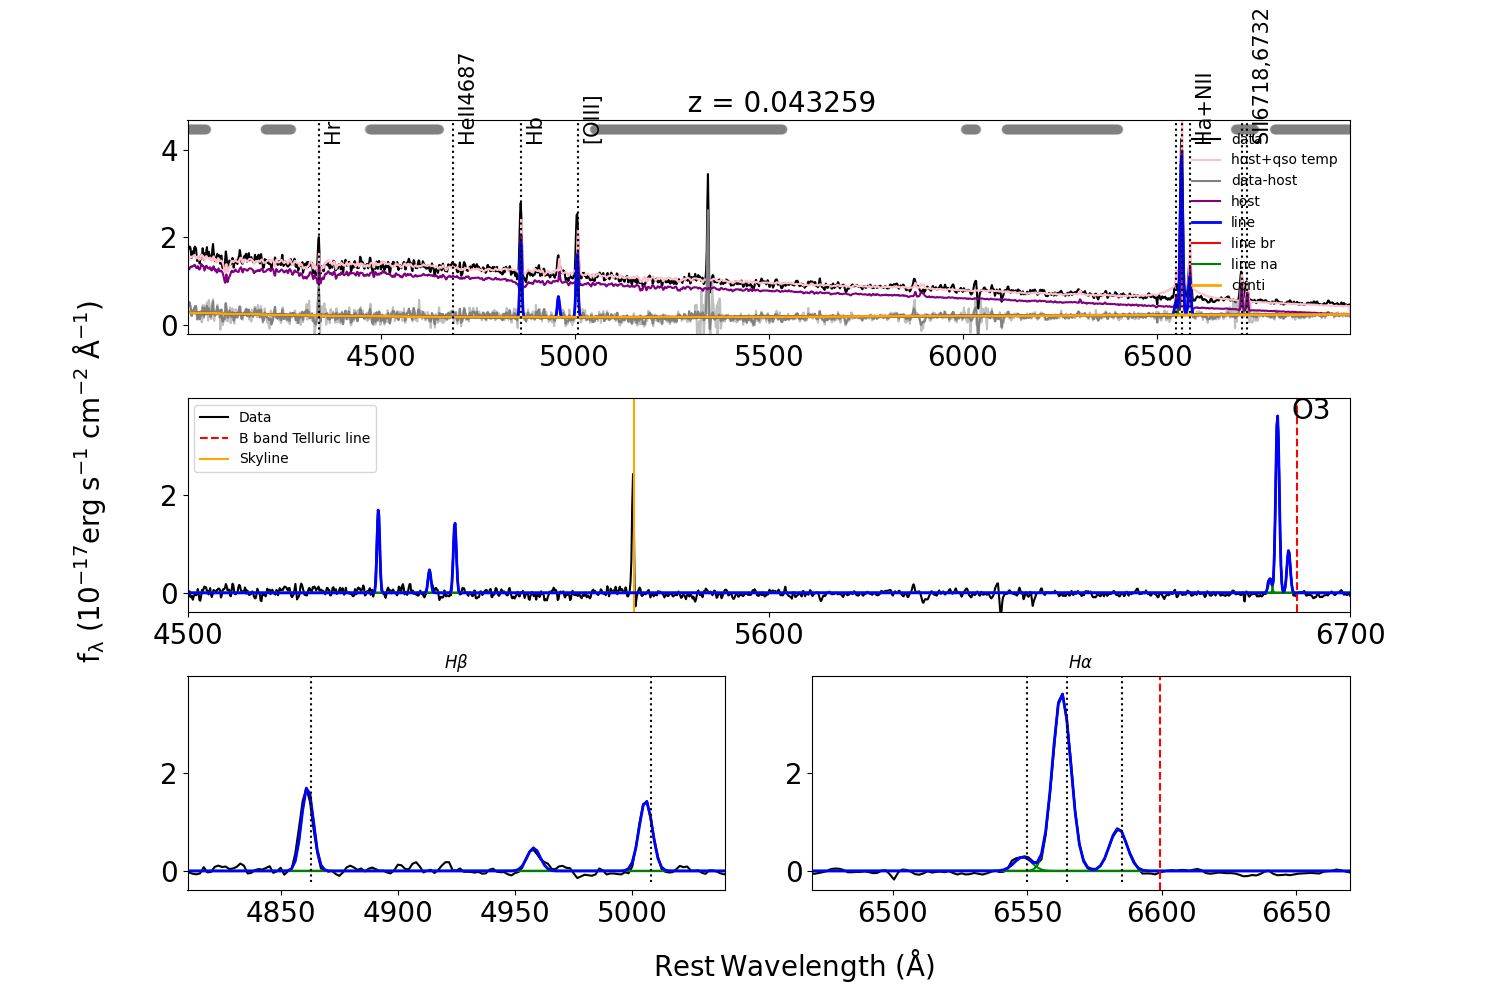 z = 0.043259
Hr
HeII4687
Hb
[OIII]
Ha+NII
SII6718,6732
data
host+qso temp
data-host
host
line
line br
line na
conti
4
2
0
4500
5000
5500
6000
6500
f_λ (10^−17 erg s^−1 cm^−2 Å^−1)
Data
B band Telluric line
Skyline
O3
2
0
4500
5600
6700
Hβ
2
0
4850
4900
4950
5000
Hα
2
0
6500
6550
6600
6650
Rest Wavelength (Å)